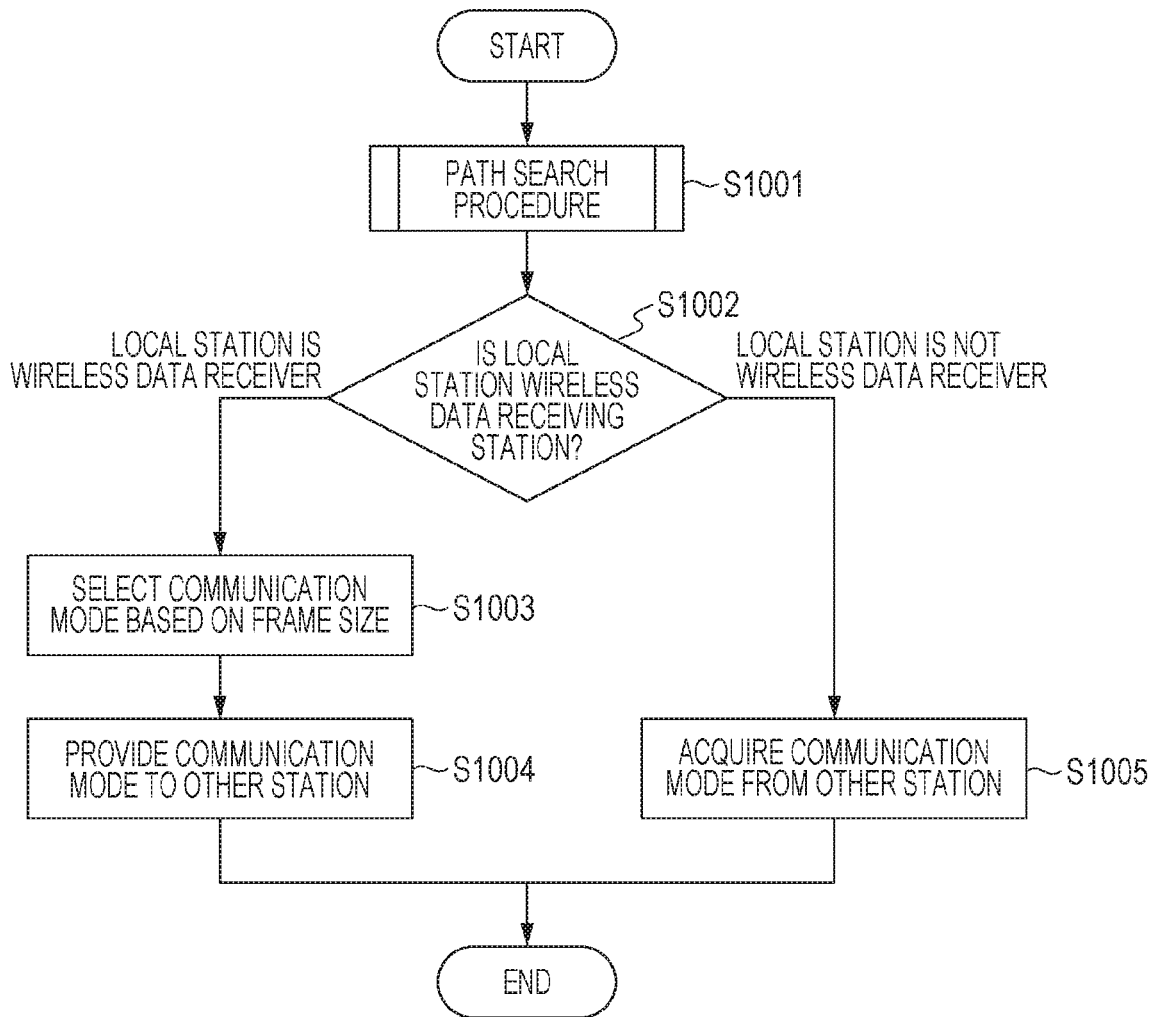 START
PATH SEARCH
PROCEDURE
S1001
S1002
LOCAL STATION IS
WIRELESS DATA RECEIVER
IS LOCAL
STATION WIRELESS
DATA RECEIVING
STATION?
LOCAL STATION IS NOT
WIRELESS DATA RECEIVER
SELECT COMMUNICATION
MODE BASED ON FRAME SIZE
S1003
PROVIDE COMMUNICATION
MODE TO OTHER STATION
S1004
ACQUIRE COMMUNICATION
MODE FROM OTHER STATION
S1005
END